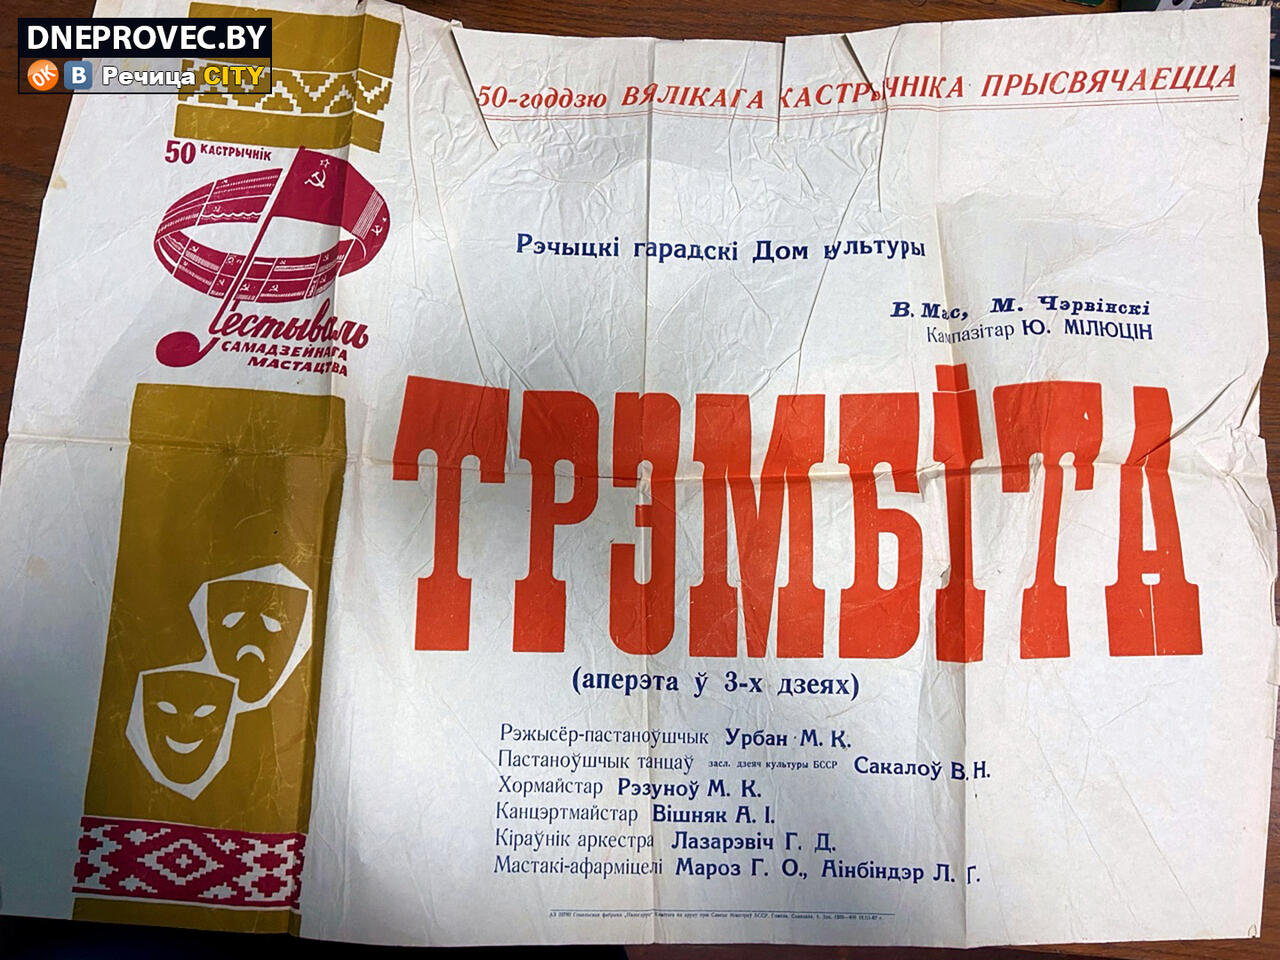 DNEPROVEC.BY
ОК В Речица CITY
50-годдзю ВЯЛІКАГА КАСТРЫЧНІКА ПРЫСВЯЧАЕЦЦА
50 КАСТРЫЧНІК
Фестываль
САМАДЗЕЙНАГА
МАСТАЦТВА
Рэчыцкі гарадскі Дом культуры
В. Мас, М. Чэрвінскі
Кампазітар Ю. МІЛЮЦІН
ТРЭМБІТА
(аперэта ў 3-х дзеях)
Рэжысёр-пастаноўшчык Урбан М. К.
Пастаноўшчык танцаў засл. дзеяч культуры БССР Сакалоў В. Н.
Хормайстар Рэзуноў М. К.
Канцэртмайстар Вішняк А. І.
Кіраўнік аркестра Лазарэвіч Г. Д.
Мастакі-афарміцелі Мароз Г. О., Аінбіндэр Л. Г.